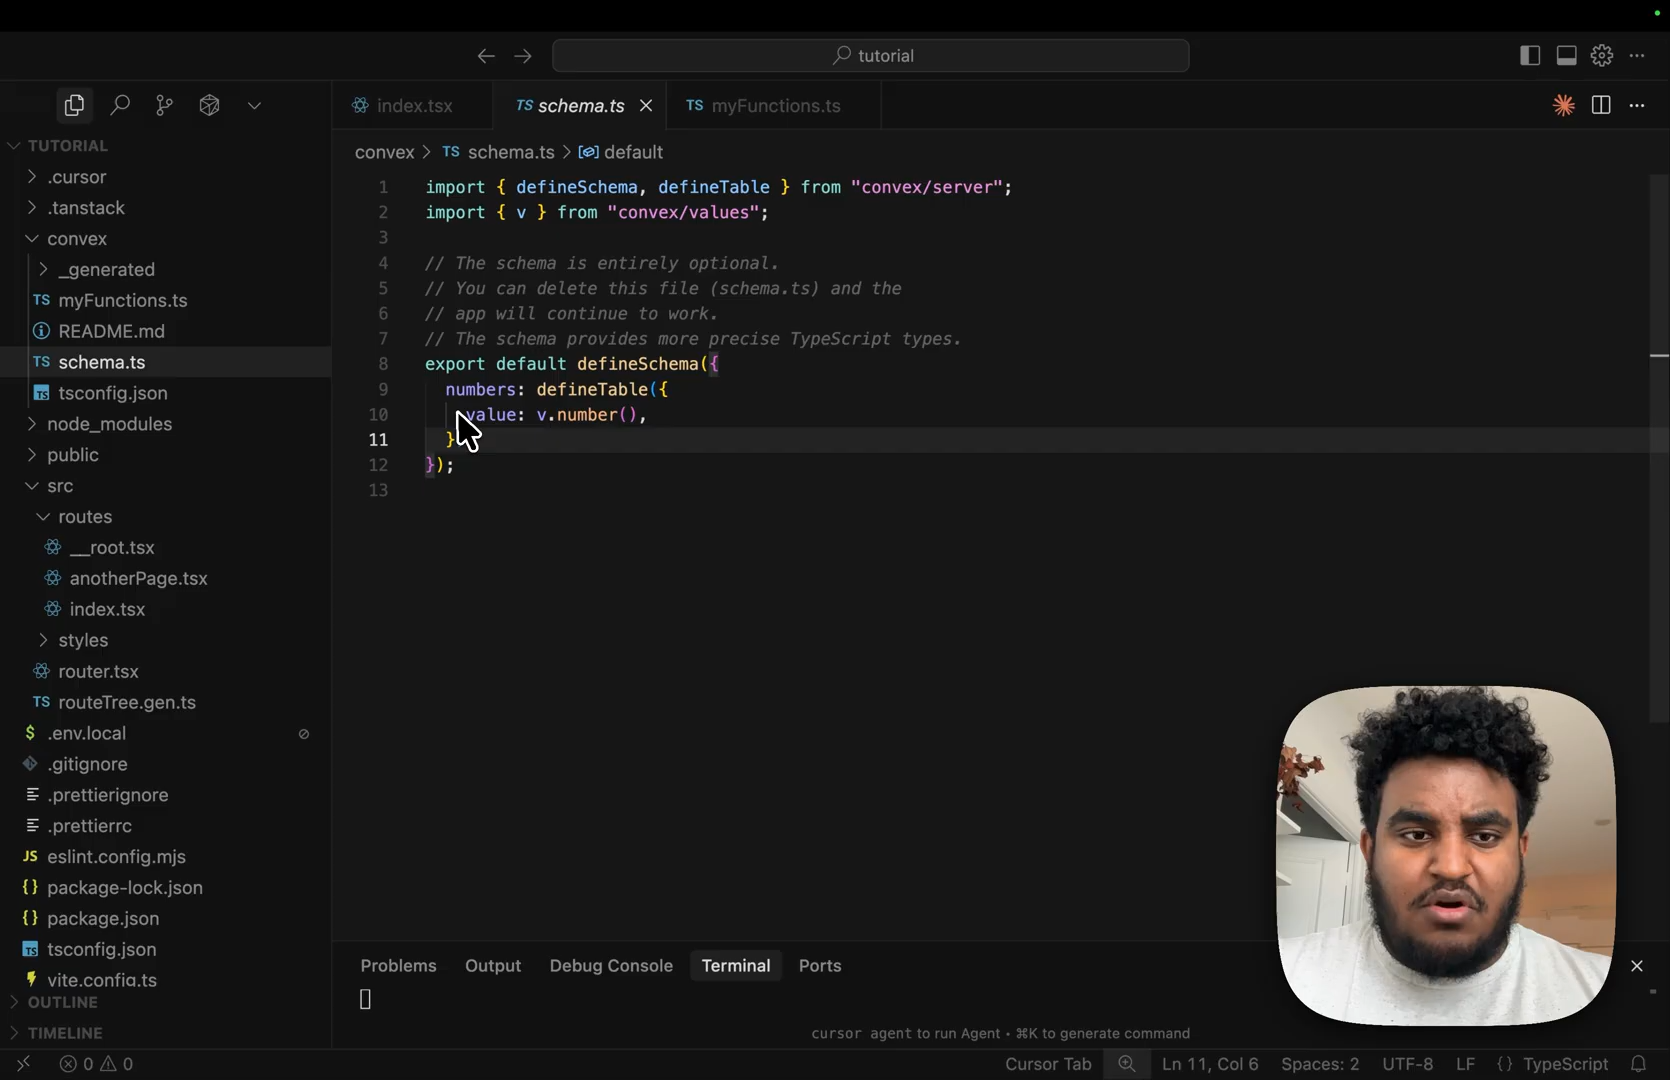 tutorial
index.tsx
TS schema.ts
TS myFunctions.ts
TUTORIAL
.cursor
.tanstack
convex
_generated
TS myFunctions.ts
README.md
TS schema.ts
tsconfig.json
node_modules
public
src
routes
__root.tsx
anotherPage.tsx
index.tsx
styles
router.tsx
TS routeTree.gen.ts
$ .env.local
.gitignore
.prettierignore
.prettierrc
JS eslint.config.mjs
{} package-lock.json
{} package.json
TS tsconfig.json
vite.config.ts
OUTLINE
TIMELINE
convex > TS schema.ts > default
1 import { defineSchema, defineTable } from "convex/server";
2 import { v } from "convex/values";
3
4 // The schema is entirely optional.
5 // You can delete this file (schema.ts) and the
6 // app will continue to work.
7 // The schema provides more precise TypeScript types.
8 export default defineSchema({
9 numbers: defineTable({
10 value: v.number(),
11 }
12 });
13
Problems Output Debug Console Terminal Ports
cursor agent to run Agent • ⌘K to generate command
0 0 Cursor Tab Ln 11, Col 6 Spaces: 2 UTF-8 LF {} TypeScript